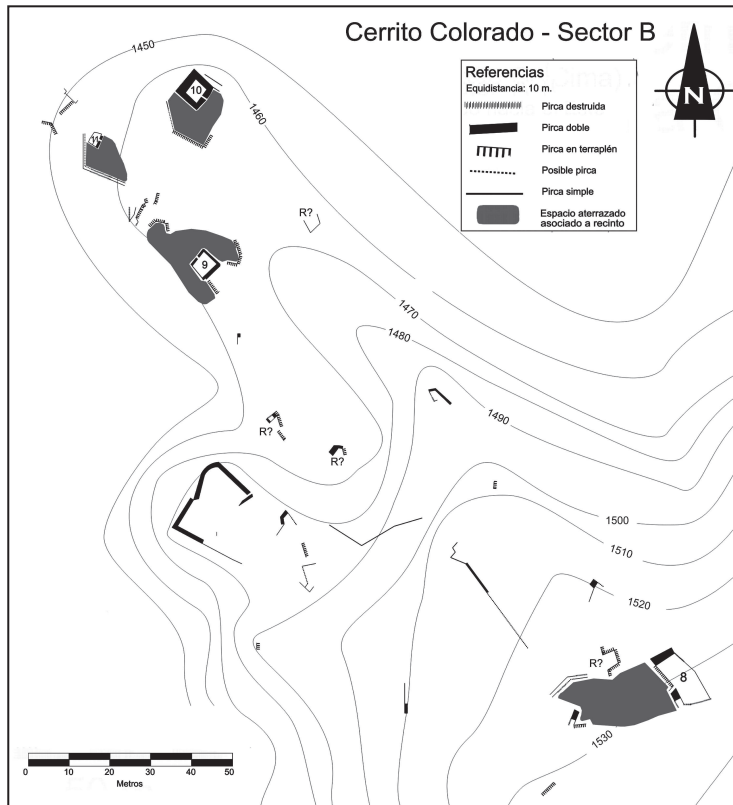 Cerrito Colorado - Sector B
N
Referencias
Equidistancia: 10 m.
Pirca destruida
Pirca doble
Pirca en terraplén
Posible pirca
Pirca simple
Espacio aterrazado
asociado a recinto
1450
10
1460
11
R?
9
1470
1480
1490
R?
R?
1500
1510
1520
R?
8
1530
0 10 20 30 40 50
Metros